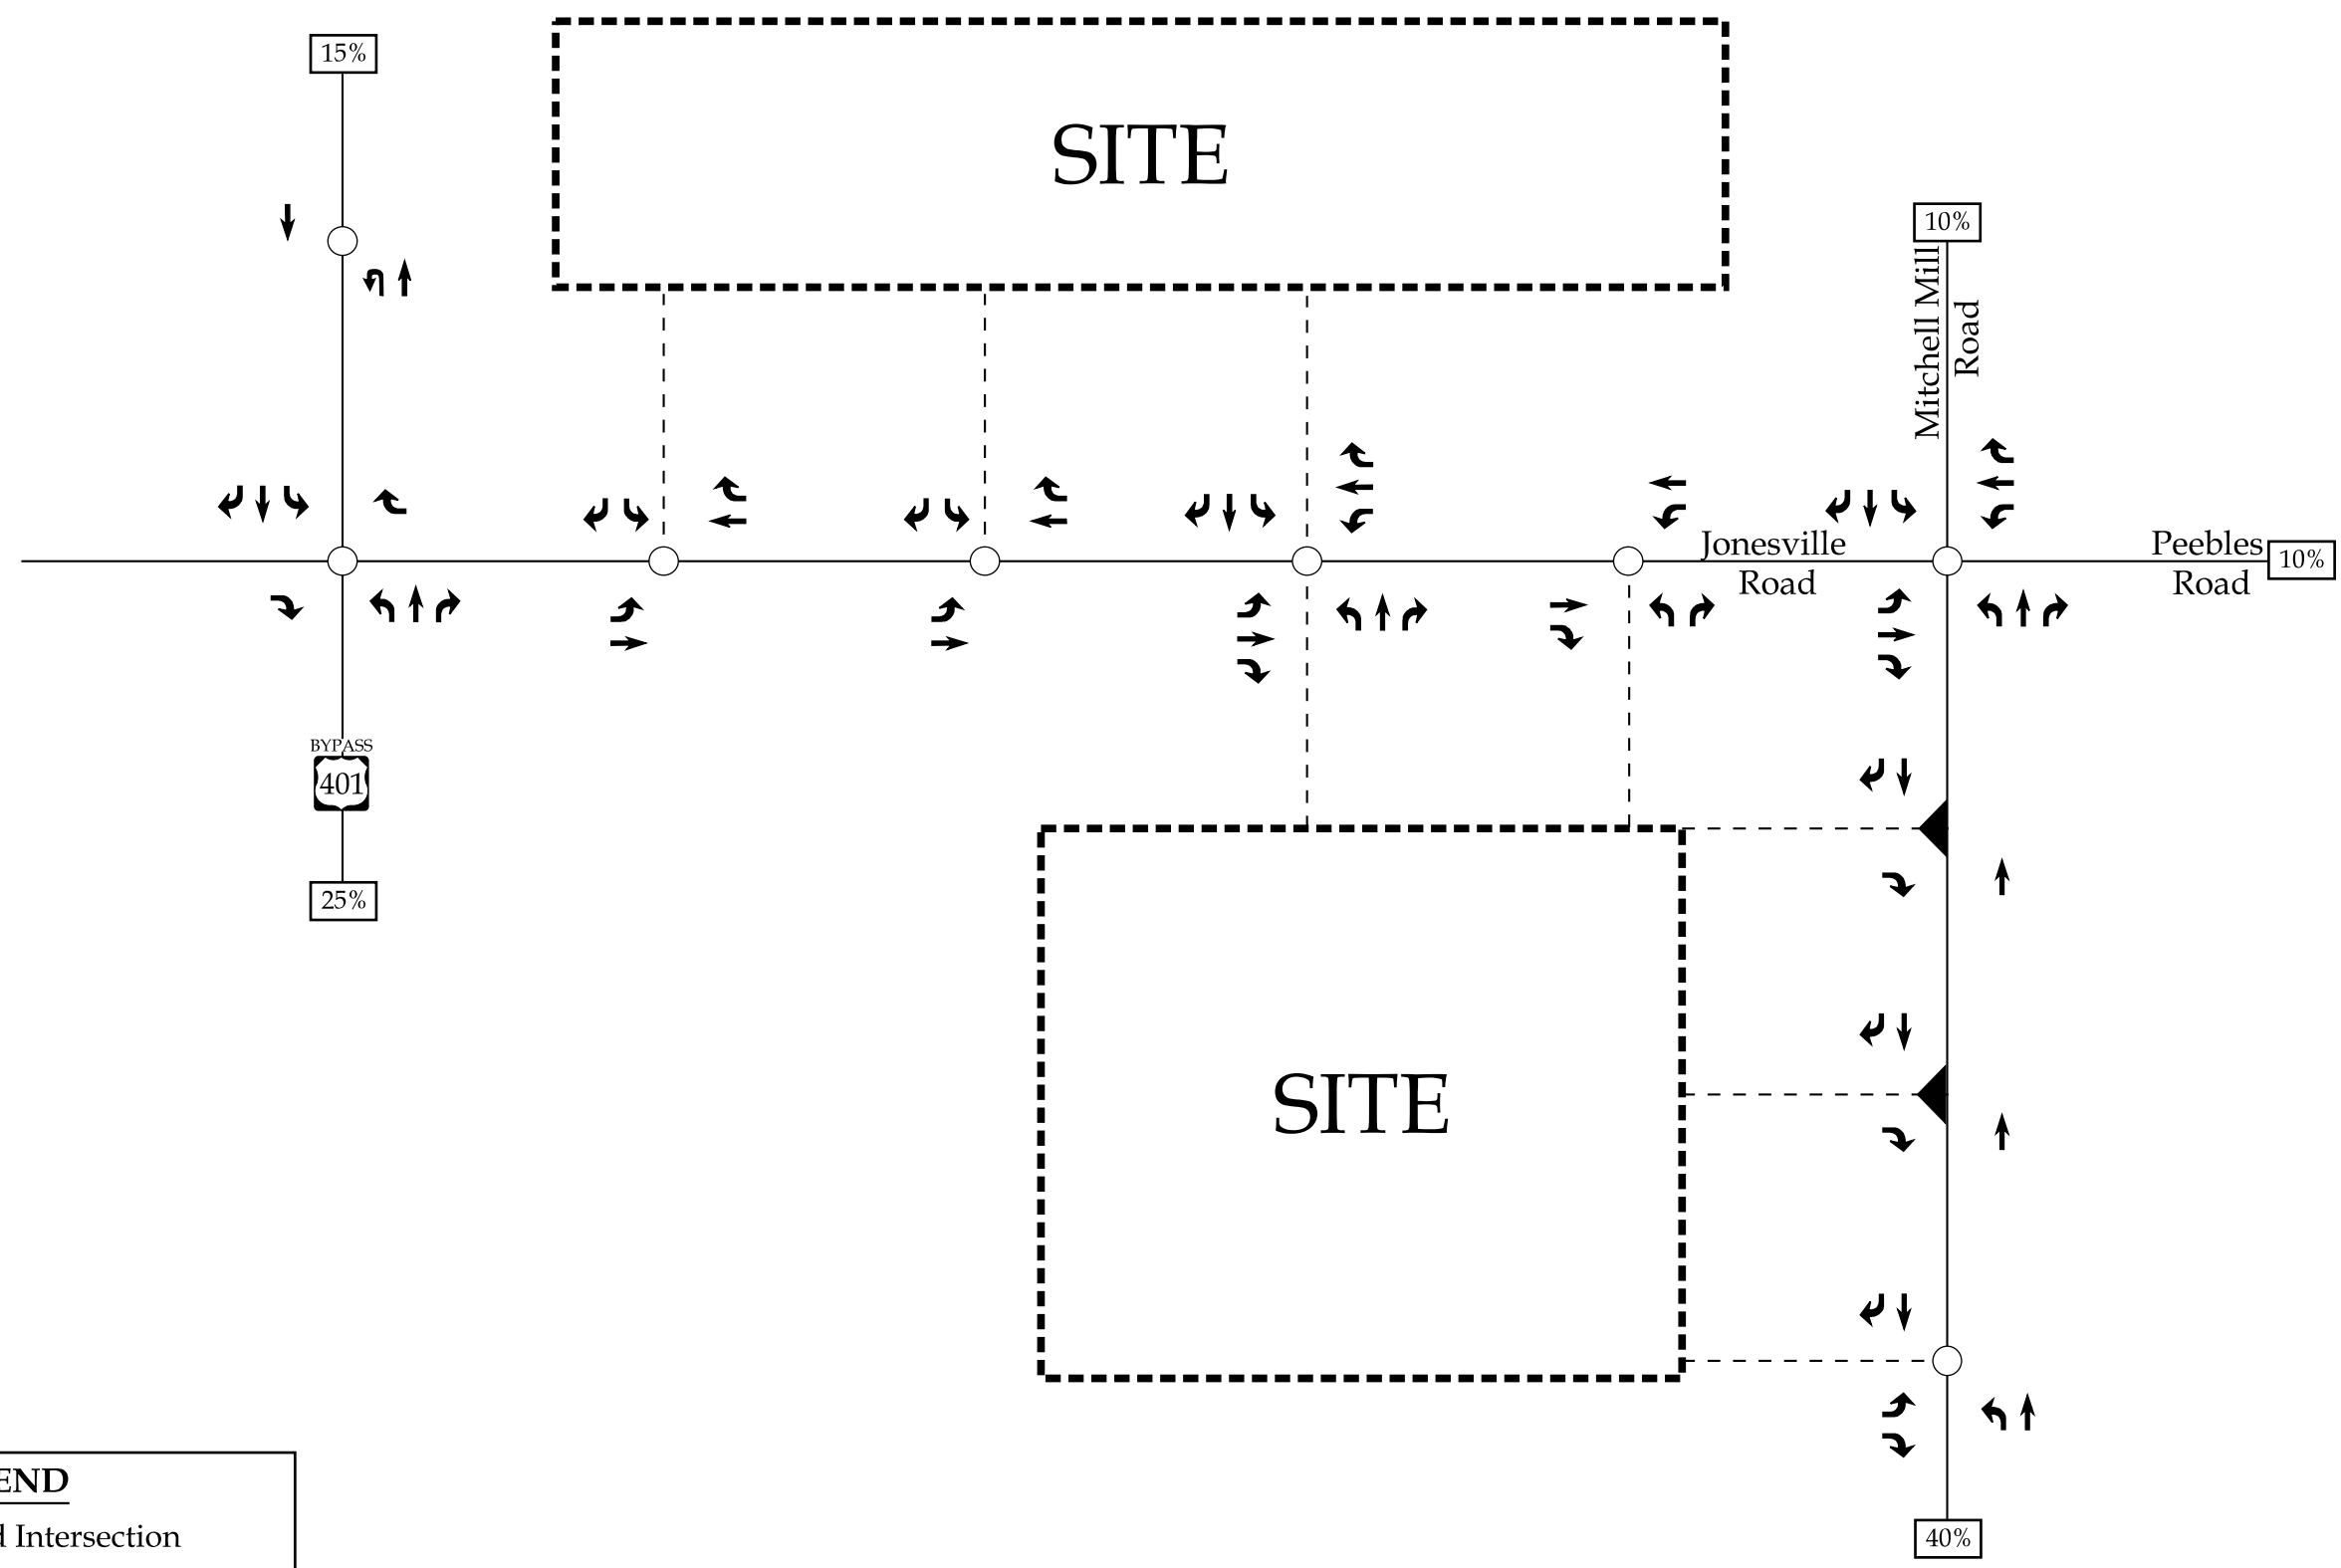 15%
SITE
10%
Mitchell Mill
Road
Jonesville
Road
Peebles
Road
10%
BYPASS
401
25%
SITE
40%
END
Intersection